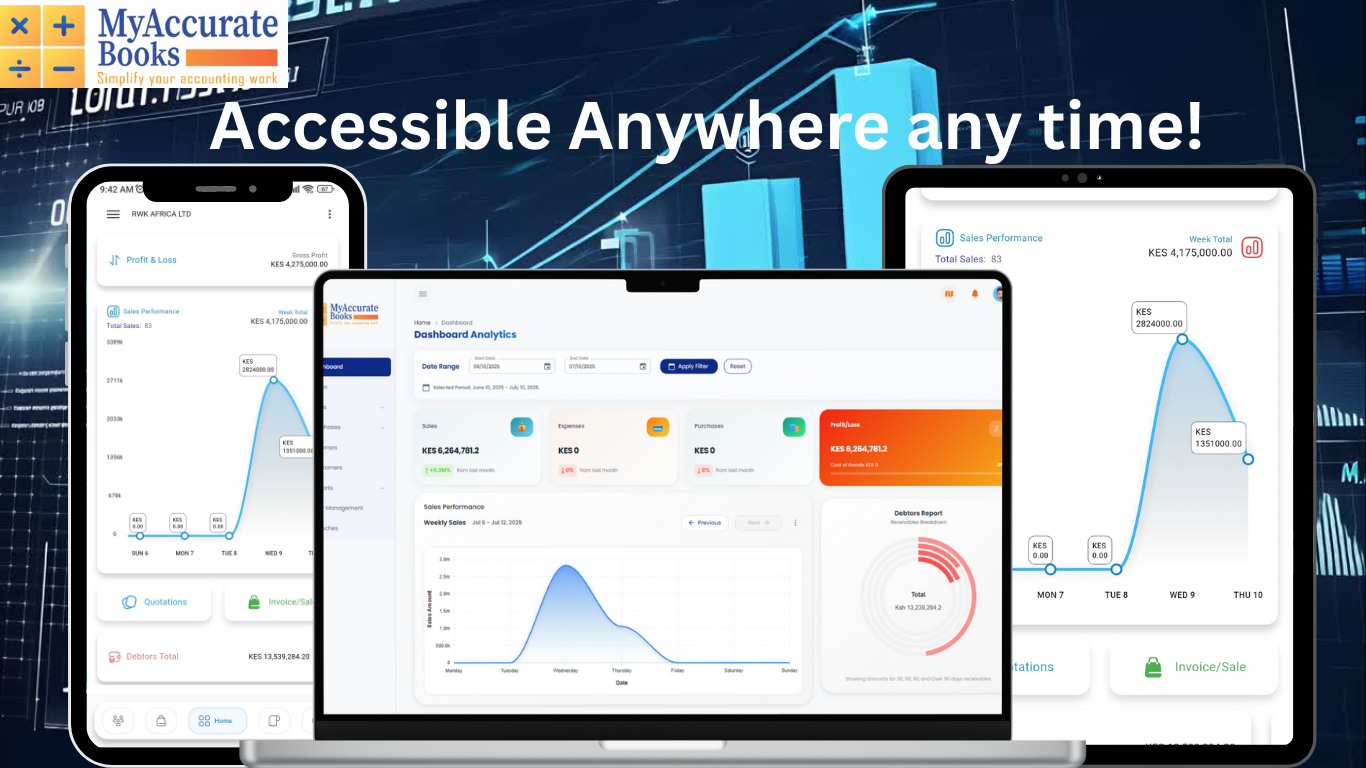 MyAccurate
Books
Simplify your accounting work
PUR
Accessible Anywhere any time!
9:42 AM
67
RWK AFRICA LTD
Profit & Loss
Gross Profit
KES 4,275,000.00
Sales Performance
Week Total
Total Sales: 83
KES 4,175,000.00
3389k
KES
2824000.00
2711k
2033k
KES
1351000.00
1356k
678k
KES
0.00
KES
0.00
KES
0.00
0
SUN 6
MON 7
TUE 8
WED 9
Quotations
Invoice/Sal
Debtors Total
KES 13,539,284.20
Home
MyAccurate
Books
Home > Dashboard
Dashboard Analytics
Date Range
Start Date
06/10/2025
End Date
07/10/2025
Apply Filter
Reset
Selected Period: June 10, 2025 - July 10, 2025
Sales
KES 6,264,781.2
↑ +6.3M%
from last month
Expenses
KES 0
↓ 0%
from last month
Purchases
KES 0
↓ 0%
from last month
Profit/Loss
KES 6,264,781.2
Cost of Goods: KES 0
Sales Performance
Weekly Sales
Jul 6 - Jul 12, 2025
← Previous
Next →
3.0m
2.5m
2.0m
1.5m
1.0m
500.0k
0
Sales Amount
Monday
Tuesday
Wednesday
Thursday
Friday
Saturday
Sunday
Date
Debtors Report
Receivables Breakdown
Total
Ksh 13,239,284.2
Showing amounts for 30, 60, 90, and Over 90 days receivables
board
hases
nses
omers
orts
Management
ches
Sales Performance
Week Total
Total Sales: 83
KES 4,175,000.00
KES
2824000.00
KES
1351000.00
KES
0.00
KES
0.00
MON 7
TUE 8
WED 9
THU 10
otations
Invoice/Sale